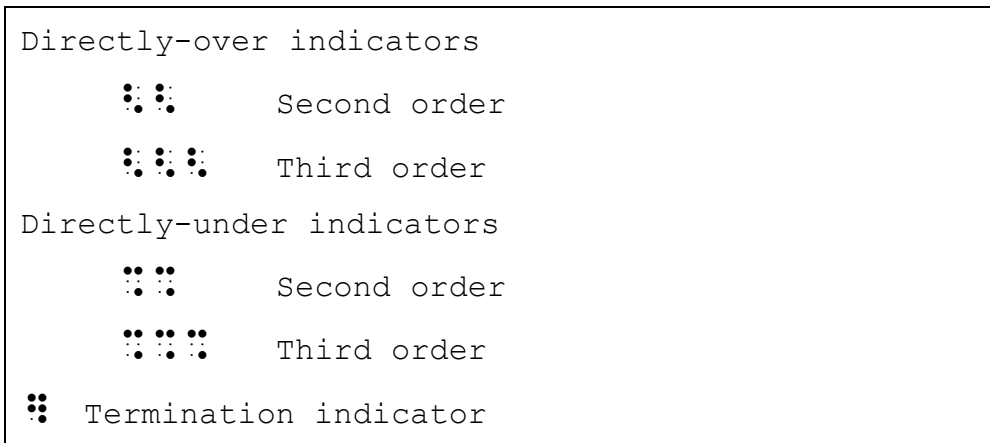 Directly-over indicators
⠣⠣ Second order
⠣⠣⠣ Third order
Directly-under indicators
⠩⠩ Second order
⠩⠩⠩ Third order
⠻ Termination indicator